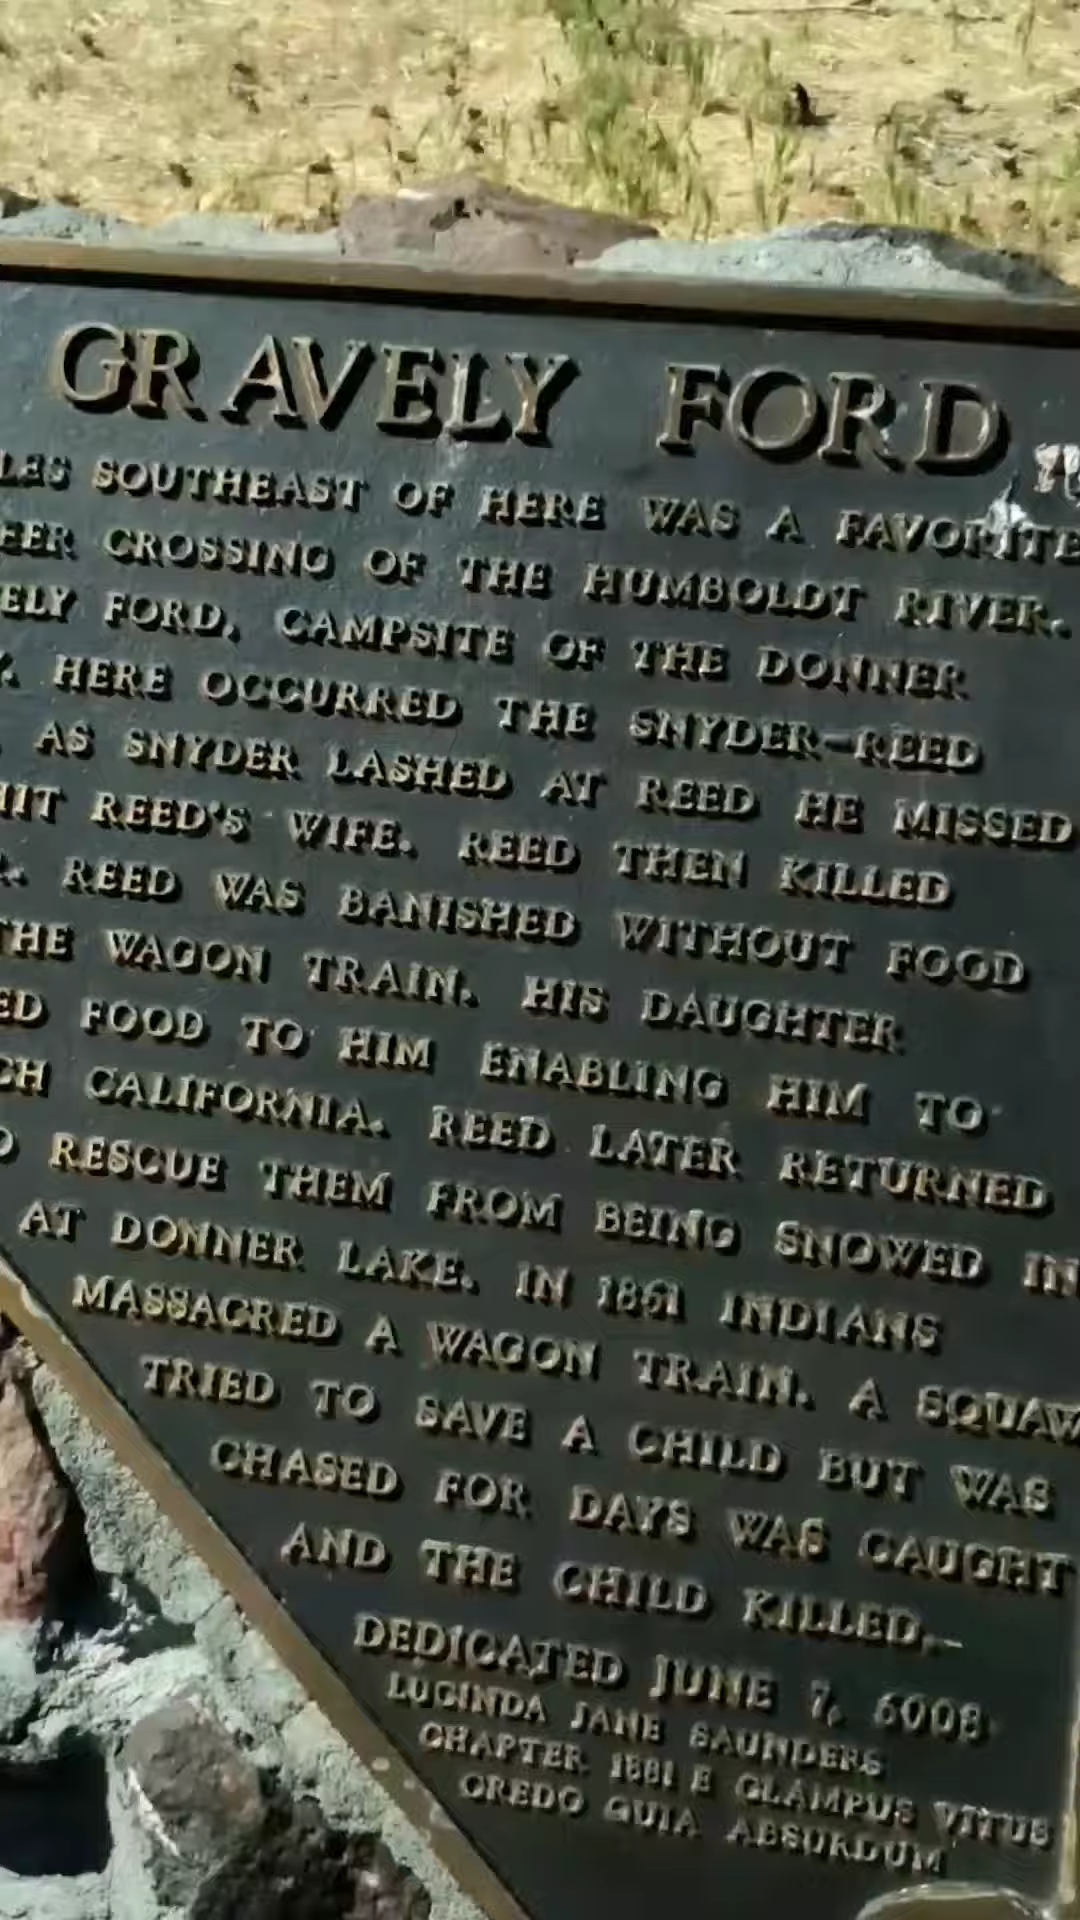 GRAVELY FORD
LES SOUTHEAST OF HERE WAS A FAVORITE
EER CROSSING OF THE HUMBOLDT RIVER.
ELY FORD, CAMPSITE OF THE DONNER
Y. HERE OCCURRED THE SNYDER-REED
AS SNYDER LASHED AT REED HE MISSED
HIT REED'S WIFE. REED THEN KILLED
R. REED WAS BANISHED WITHOUT FOOD
THE WAGON TRAIN. HIS DAUGHTER
ED FOOD TO HIM ENABLING HIM TO
CH CALIFORNIA. REED LATER RETURNED
O RESCUE THEM FROM BEING SNOWED IN
AT DONNER LAKE. IN 1861 INDIANS
MASSACRED A WAGON TRAIN. A SQUAW
TRIED TO SAVE A CHILD BUT WAS
CHASED FOR DAYS WAS CAUGHT
AND THE CHILD KILLED.-
DEDICATED JUNE 7, 6008
LUCINDA JANE SAUNDERS
CHAPTER 1881 E GLAMPUS VITUS
CREDO QUIA ABSURDUM